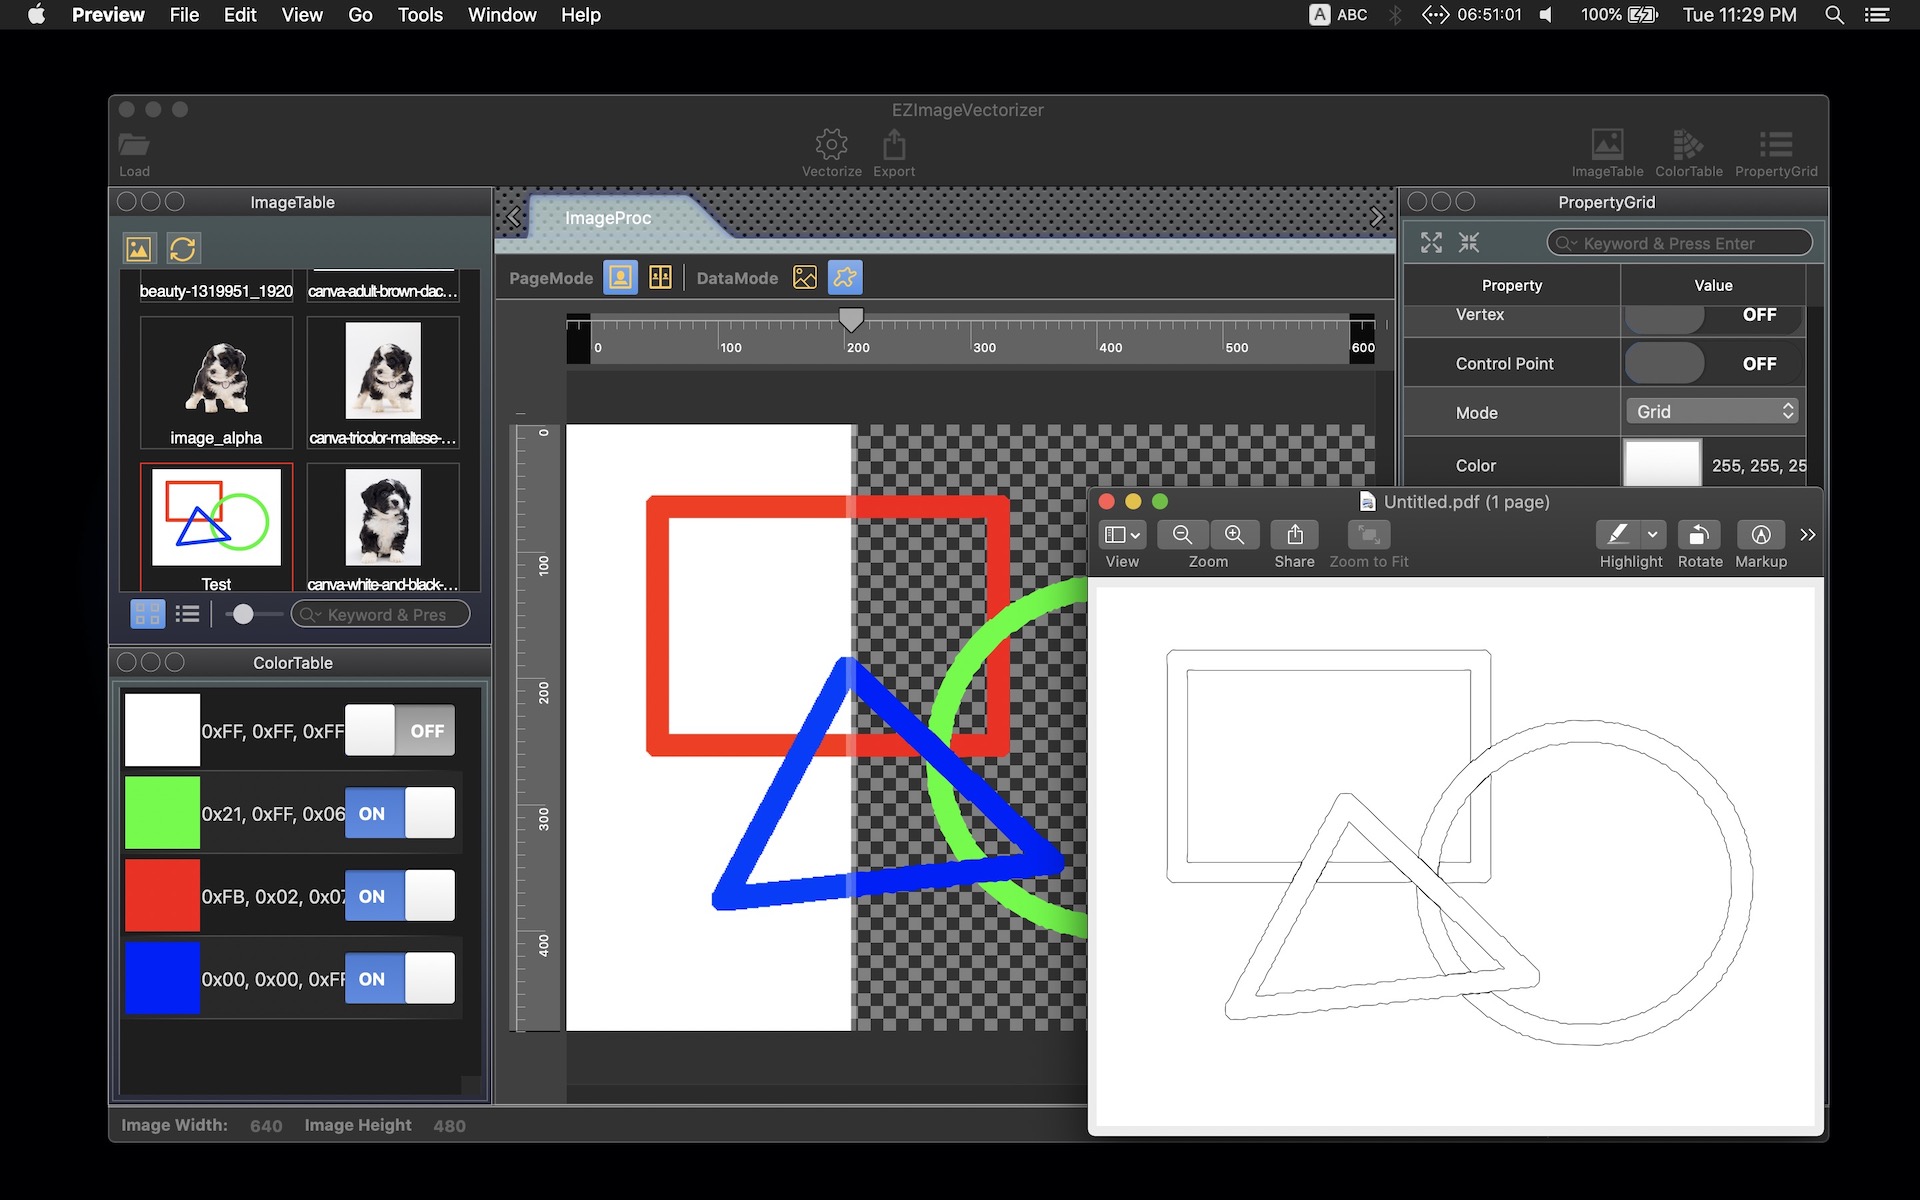 Preview File Edit View Go Tools Window Help
A ABC 06:51:01 100% Tue 11:29 PM
EZImageVectorizer
Load Vectorize Export ImageTable ColorTable PropertyGrid
ImageTable
beauty-1319951_1920 canva-adult-brown-dac...
image_alpha canva-tricolor-maltese-...
Test canva-white-and-black-...
Keyword & Pres
ColorTable
0xFF, 0xFF, 0xFF OFF
0x21, 0xFF, 0x06 ON
0xFB, 0x02, 0x07 ON
0x00, 0x00, 0xFF ON
Image Width: 640 Image Height 480
ImageProc
PageMode DataMode
0 100 200 300 400 500 600
0
100
200
300
400
PropertyGrid
Keyword & Press Enter
Property Value
Vertex OFF
Control Point OFF
Mode Grid
Color 255, 255, 25
Untitled.pdf (1 page)
View Zoom Share Zoom to Fit Highlight Rotate Markup